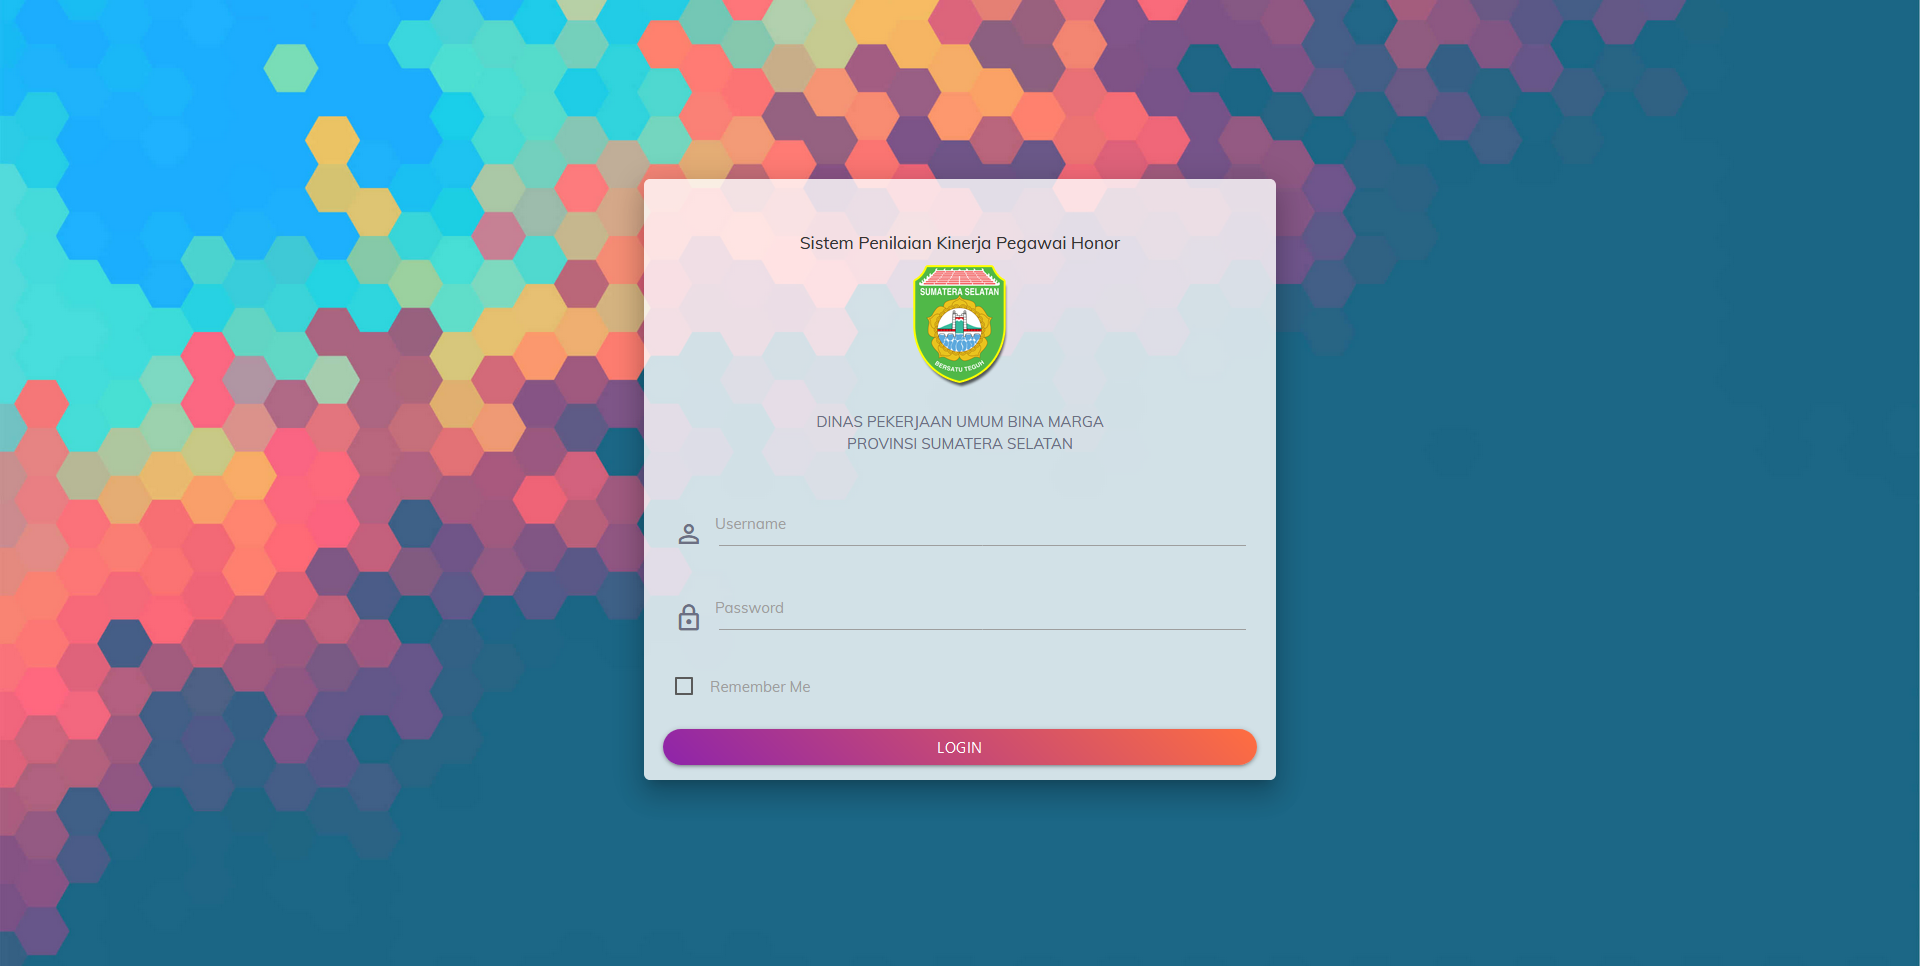 Sistem Penilaian Kinerja Pegawai Honor
SUMATERA SELATAN
BERSATU TEGUH
DINAS PEKERJAAN UMUM BINA MARGA
PROVINSI SUMATERA SELATAN
Username
Password
Remember Me
LOGIN